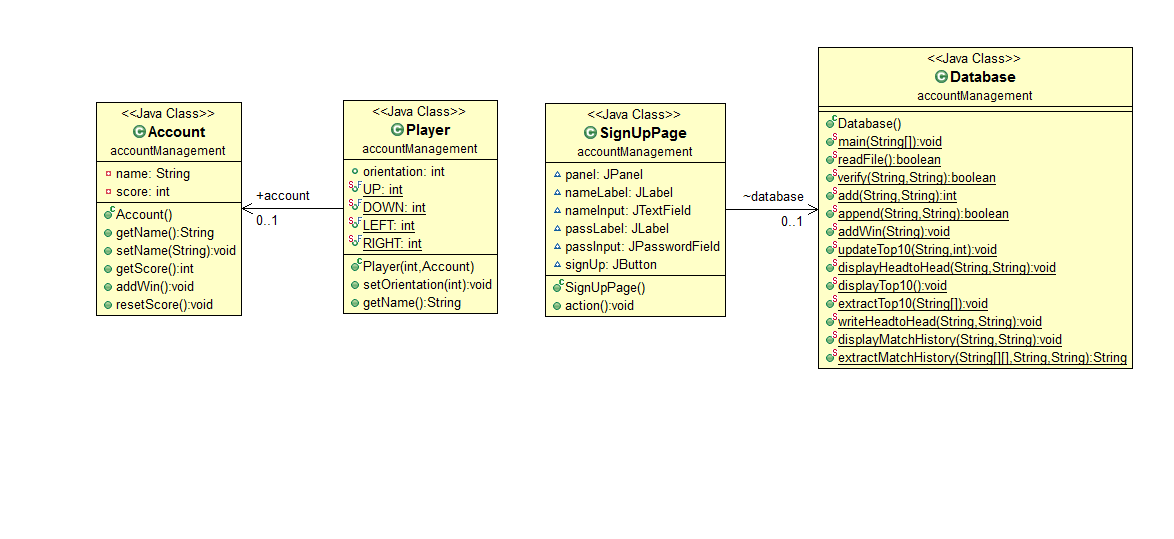 <<Java Class>>
Account
accountManagement
name: String
score: int
Account()
getName():String
setName(String):void
getScore():int
addWin():void
resetScore():void
+account
0..1
<<Java Class>>
Player
accountManagement
orientation: int
UP: int
DOWN: int
LEFT: int
RIGHT: int
Player(int,Account)
setOrientation(int):void
getName():String
<<Java Class>>
SignUpPage
accountManagement
panel: JPanel
nameLabel: JLabel
nameInput: JTextField
passLabel: JLabel
passInput: JPasswordField
signUp: JButton
SignUpPage()
action():void
~database
0..1
<<Java Class>>
Database
accountManagement
Database()
main(String[]):void
readFile():boolean
verify(String,String):boolean
add(String,String):int
append(String,String):boolean
addWin(String):void
updateTop10(String,int):void
displayHeadtoHead(String,String):void
displayTop10():void
extractTop10(String[]):void
writeHeadtoHead(String,String):void
displayMatchHistory(String,String):void
extractMatchHistory(String[][],String,String):String